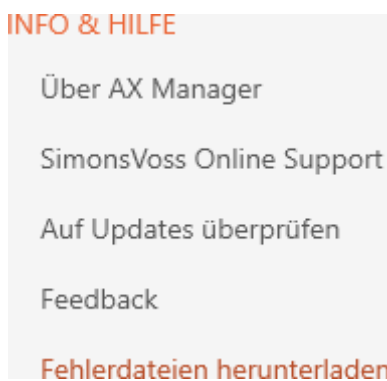 INFO & HILFE
Über AX Manager
SimonsVoss Online Support
Auf Updates überprüfen
Feedback
Fehlerdateien herunterladen